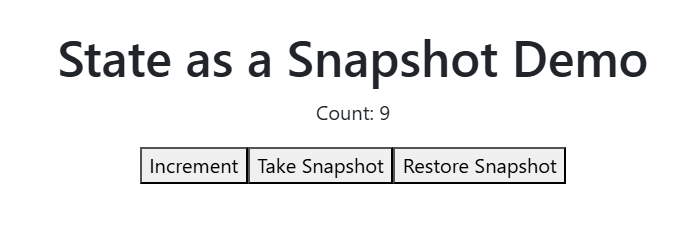 State as a Snapshot Demo
Count: 9
Increment Take Snapshot Restore Snapshot